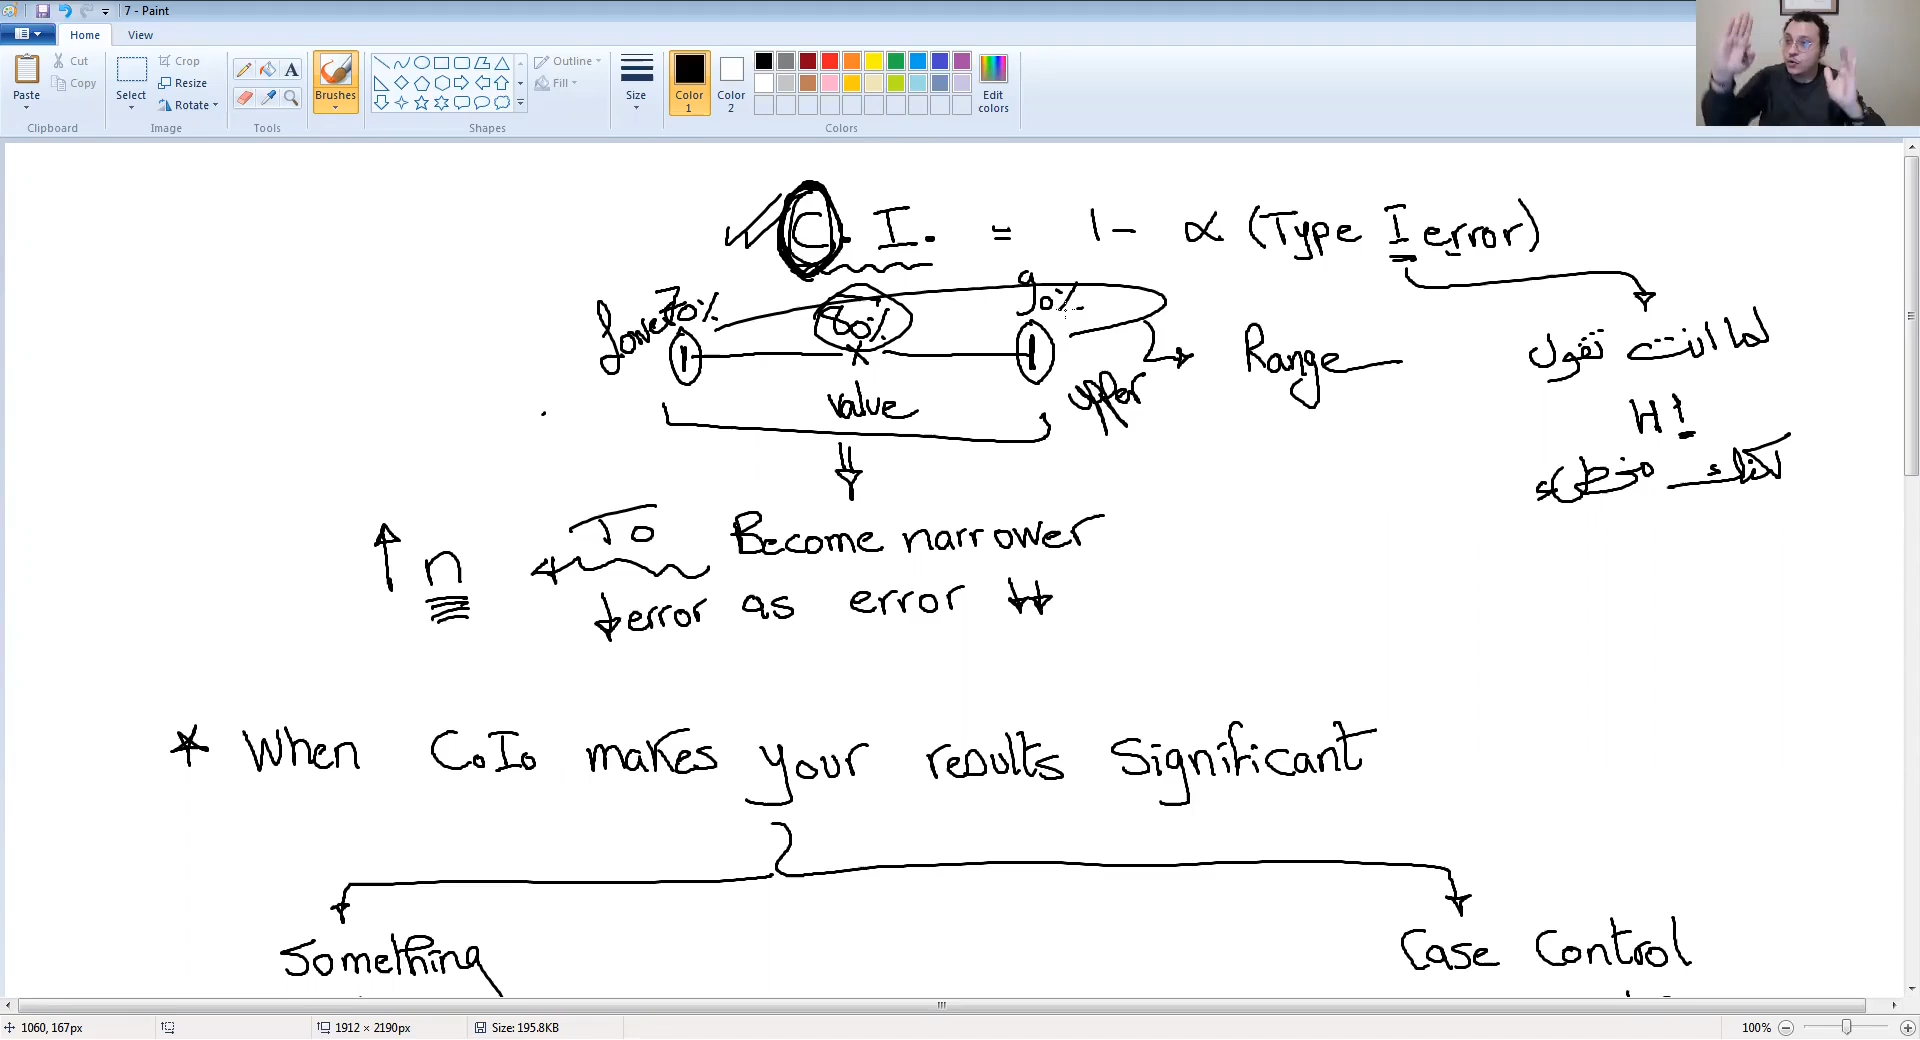 7 - Paint
Home View
Paste Cut Copy Clipboard
Select Crop Resize Rotate Image
Tools
Brushes
Outline Fill Shapes
Size
Color 1 Color 2 Edit colors Colors
C. I. = 1 - α (Type I error)
Lower 70% 80% 90%
value upper Range
لما انت تقول
H1
لكنك مخطيء
↑ n To Become narrower
↓ error as error ↓↓
* When C.I. makes your results Significant
Something Case Control
1060, 167px 1912 × 2190px Size: 195.8KB 100%